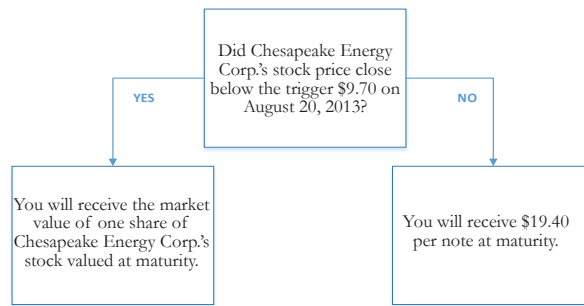 Did Chesapeake Energy
Corp.'s stock price close
below the trigger $9.70 on
August 20, 2013?
YES
NO
You will receive the market
value of one share of
Chesapeake Energy Corp.'s
stock valued at maturity.
You will receive $19.40
per note at maturity.